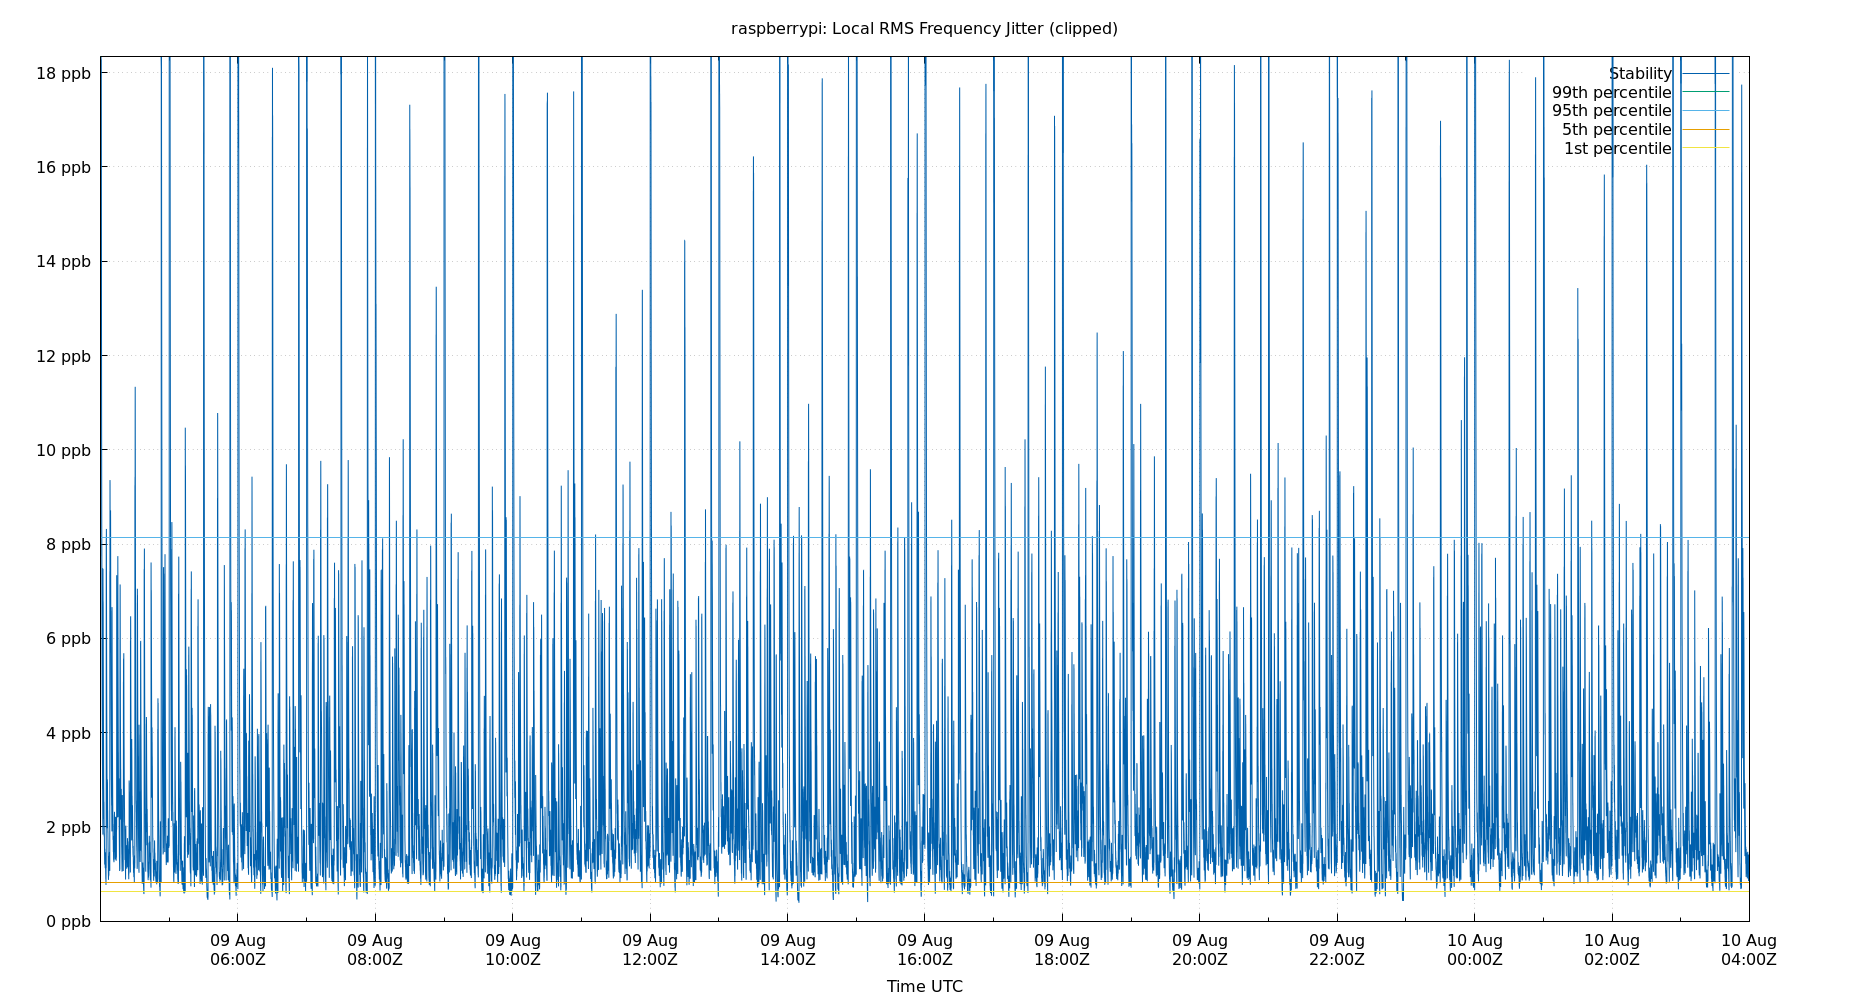 raspberrypi: Local RMS Frequency Jitter (clipped)
18 ppb
16 ppb
14 ppb
12 ppb
10 ppb
8 ppb
6 ppb
4 ppb
2 ppb
0 ppb
Stability
99th percentile
95th percentile
5th percentile
1st percentile
09 Aug 09 Aug 09 Aug 09 Aug 09 Aug 09 Aug 09 Aug 09 Aug 09 Aug 10 Aug 10 Aug 10 Aug
06:00Z 08:00Z 10:00Z 12:00Z 14:00Z 16:00Z 18:00Z 20:00Z 22:00Z 00:00Z 02:00Z 04:00Z
Time UTC